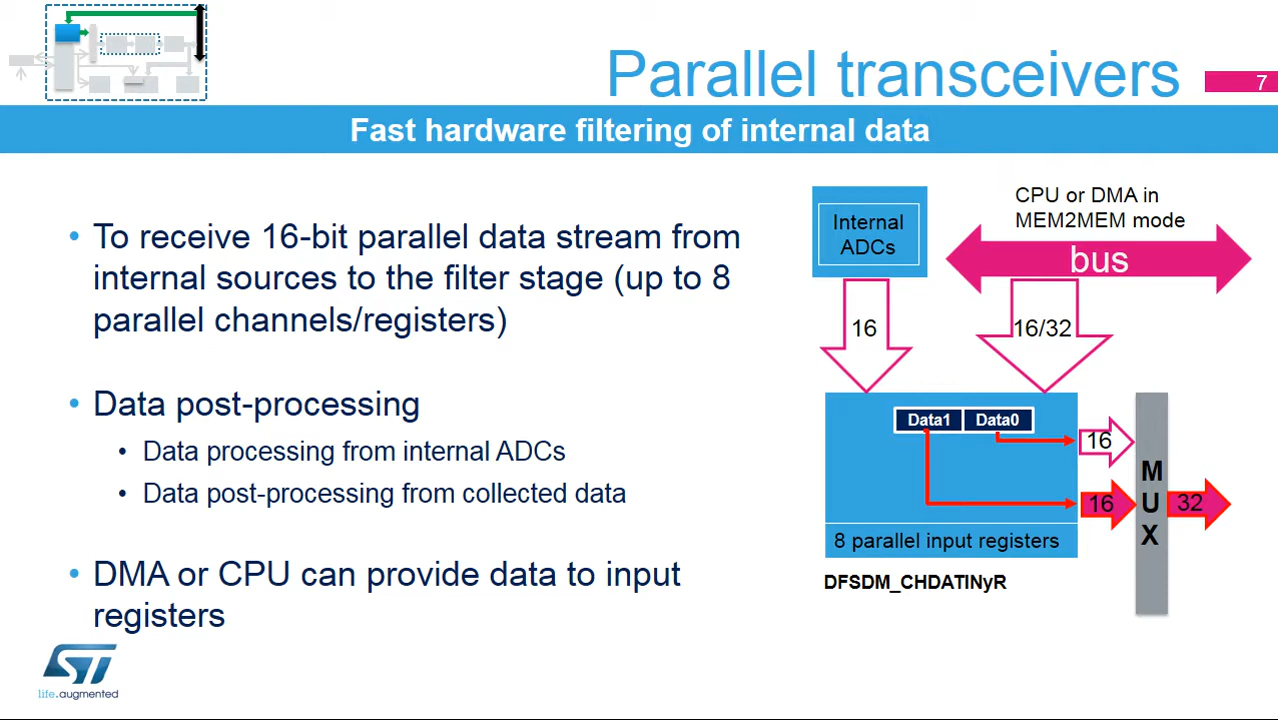 Parallel transceivers
7
Fast hardware filtering of internal data
• To receive 16-bit parallel data stream from
internal sources to the filter stage (up to 8
parallel channels/registers)
• Data post-processing
• Data processing from internal ADCs
• Data post-processing from collected data
• DMA or CPU can provide data to input
registers
Internal
ADCs
CPU or DMA in
MEM2MEM mode
bus
16
16/32
Data1
Data0
16
16
M
U
X
32
8 parallel input registers
DFSDM_CHDATINyR
ST
life.augmented